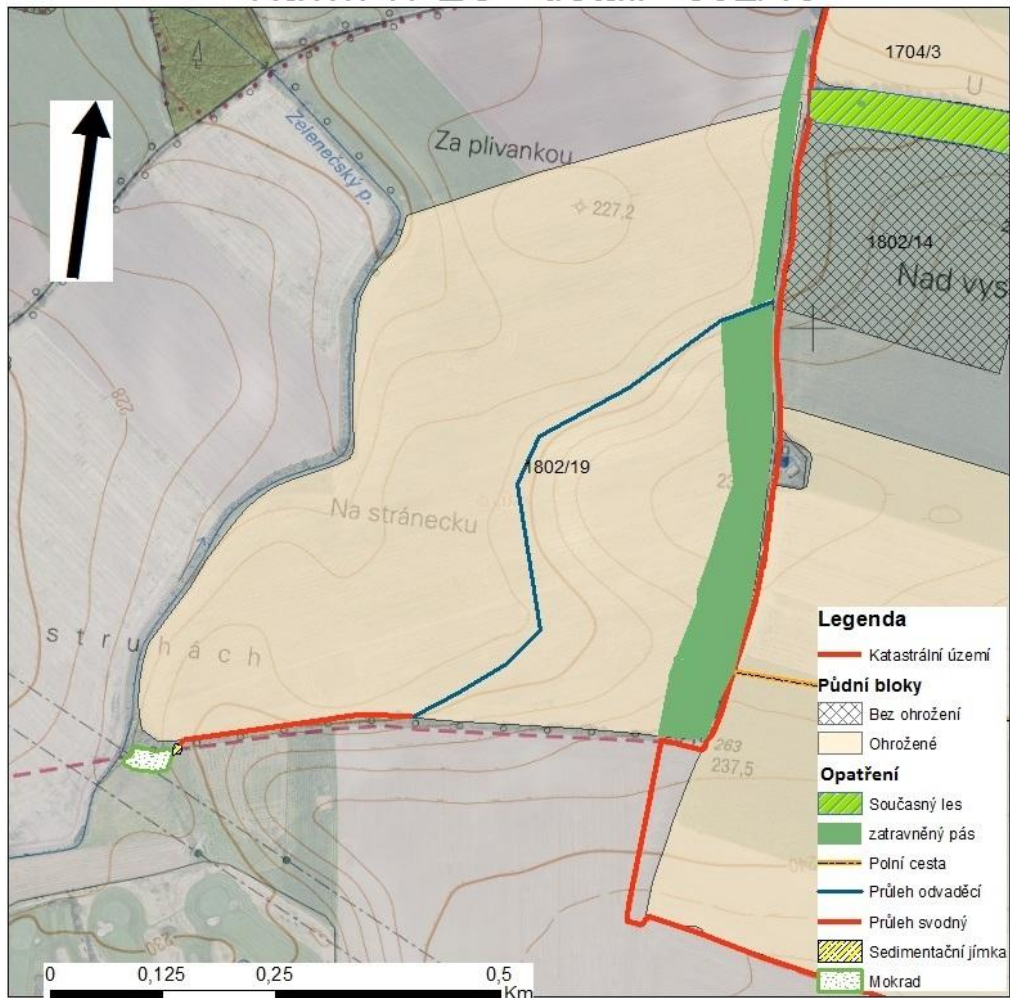 1704/3
U
Zelenečský p.
Za plivankou
227,2
1802/14
Nad vys
228
1802/19
Na stránecku
struhách
263
237,5
230
Legenda
Katastrální území
Půdní bloky
Bez ohrožení
Ohrožené
Opatření
Současný les
zatravněný pás
Polní cesta
Průleh odvaděcí
Průleh svodný
Sedimentační jímka
Mokrad
0 0,125 0,25 0,5
Km